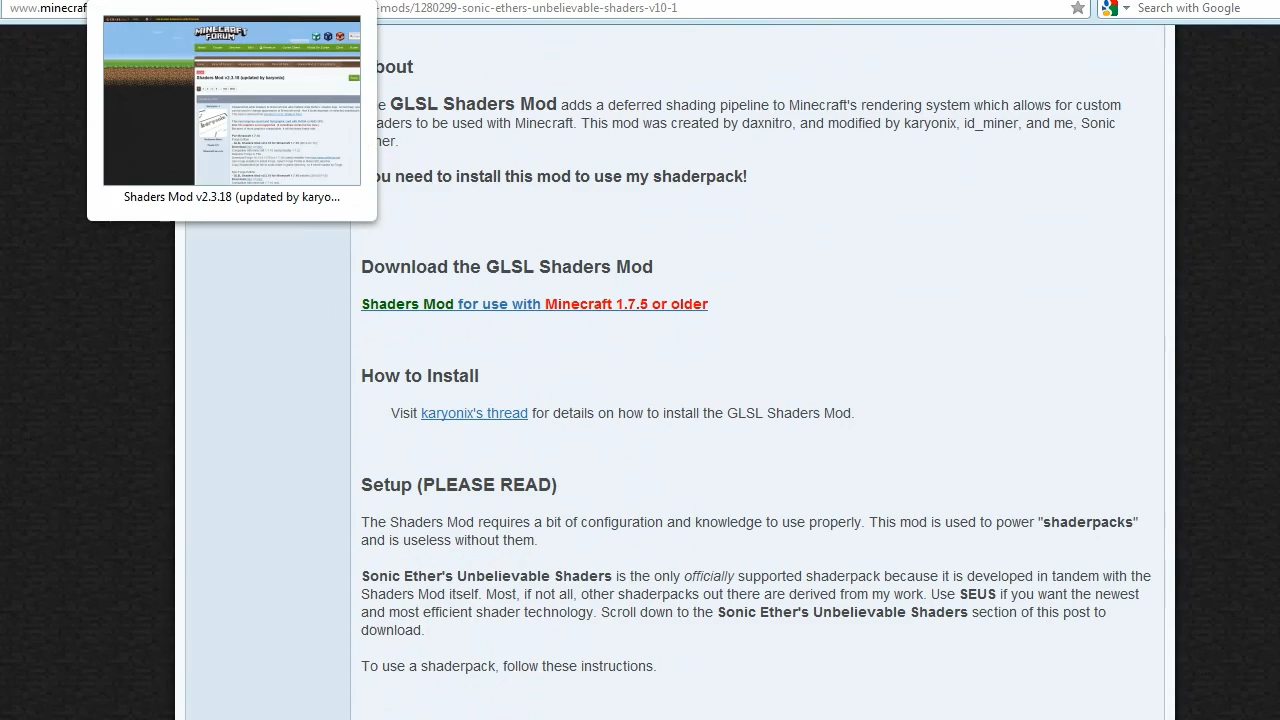 www.minecraf
mods/1280299-sonic-ethers-unbelievable-shaders-v10-1
Search with Google
MINECRAFT
FORUM
Shaders Mod v2.3.18 (updated by karyonix)
Shaders Mod v2.3.18 (updated by karyo...
bout
e GLSL Shaders Mod adds a deferred shading pipeline to Minecraft's rendering system which allows for custom
aders to be used with Minecraft. This mod was created by daxnitro, and modified by karyonix, id_miner, and me, Sonic
her.
ou need to install this mod to use my shaderpack!
Download the GLSL Shaders Mod
Shaders Mod for use with Minecraft 1.7.5 or older
How to Install
Visit karyonix's thread for details on how to install the GLSL Shaders Mod.
Setup (PLEASE READ)
The Shaders Mod requires a bit of configuration and knowledge to use properly. This mod is used to power "shaderpacks"
and is useless without them.
Sonic Ether's Unbelievable Shaders is the only officially supported shaderpack because it is developed in tandem with the
Shaders Mod itself. Most, if not all, other shaderpacks out there are derived from my work. Use SEUS if you want the newest
and most efficient shader technology. Scroll down to the Sonic Ether's Unbelievable Shaders section of this post to
download.
To use a shaderpack, follow these instructions.